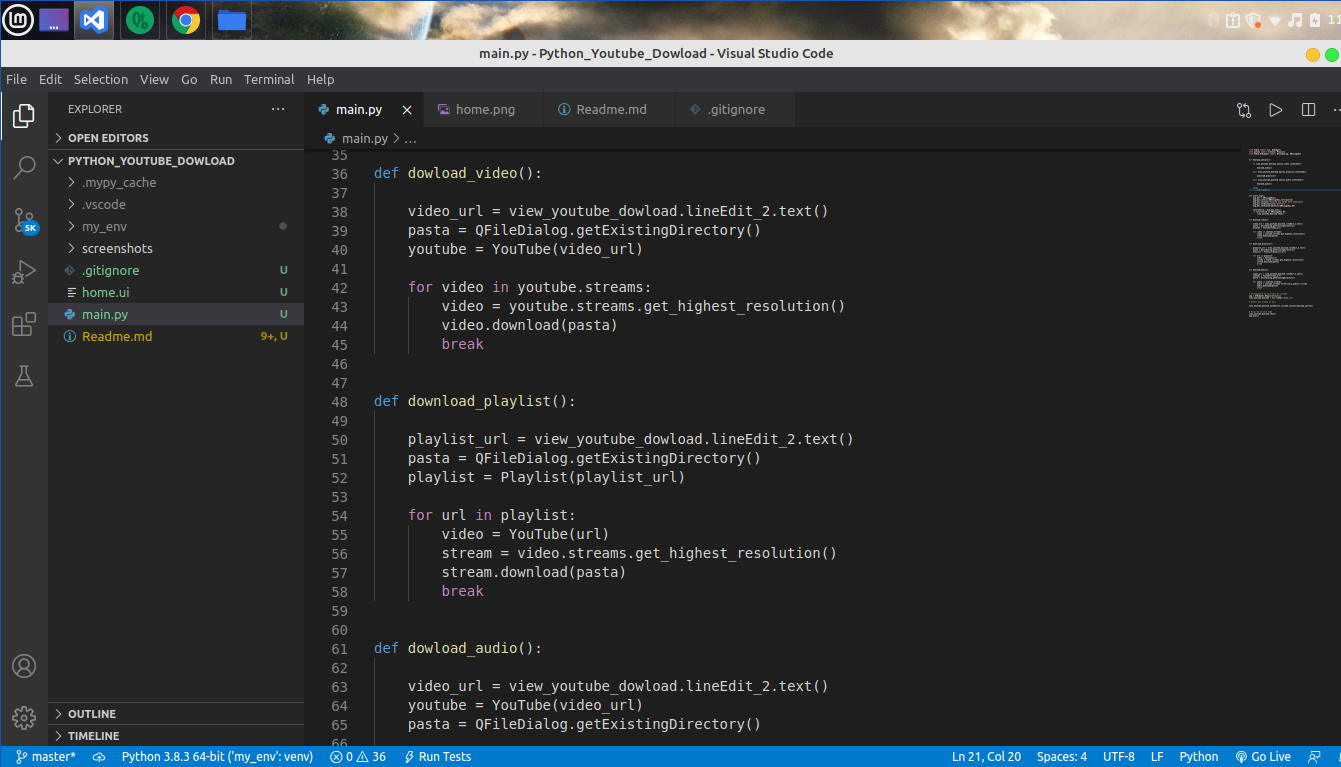 main.py - Python_Youtube_Dowload - Visual Studio Code
File Edit Selection View Go Run Terminal Help
EXPLORER
OPEN EDITORS
PYTHON_YOUTUBE_DOWLOAD
.mypy_cache
.vscode
my_env
screenshots
.gitignore U
home.ui U
main.py U
Readme.md 9+, U
OUTLINE
TIMELINE
5K
main.py home.png Readme.md .gitignore
main.py > ...
35
36 def dowload_video():
37
38 video_url = view_youtube_dowload.lineEdit_2.text()
39 pasta = QFileDialog.getExistingDirectory()
40 youtube = YouTube(video_url)
41
42 for video in youtube.streams:
43 video = youtube.streams.get_highest_resolution()
44 video.download(pasta)
45 break
46
47
48 def download_playlist():
49
50 playlist_url = view_youtube_dowload.lineEdit_2.text()
51 pasta = QFileDialog.getExistingDirectory()
52 playlist = Playlist(playlist_url)
53
54 for url in playlist:
55 video = YouTube(url)
56 stream = video.streams.get_highest_resolution()
57 stream.download(pasta)
58 break
59
60
61 def dowload_audio():
62
63 video_url = view_youtube_dowload.lineEdit_2.text()
64 youtube = YouTube(video_url)
65 pasta = QFileDialog.getExistingDirectory()
66
master* Python 3.8.3 64-bit ('my_env': venv) 0 36 Run Tests Ln 21, Col 20 Spaces: 4 UTF-8 LF Python Go Live